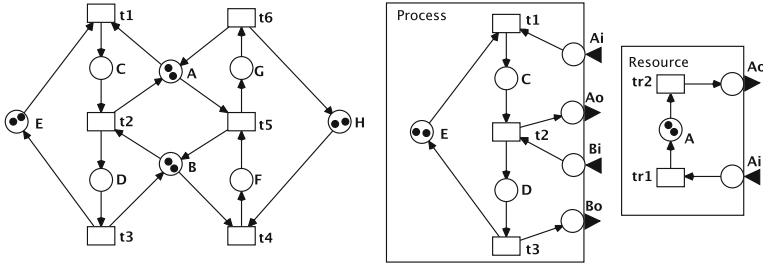 t1
t6
C
A
G
E
t2
t5
H
B
D
F
t3
t4
Process
t1
Ai
C
Ao
E
t2
Bi
D
Bo
t3
Resource
tr2
Ao
A
tr1
Ai